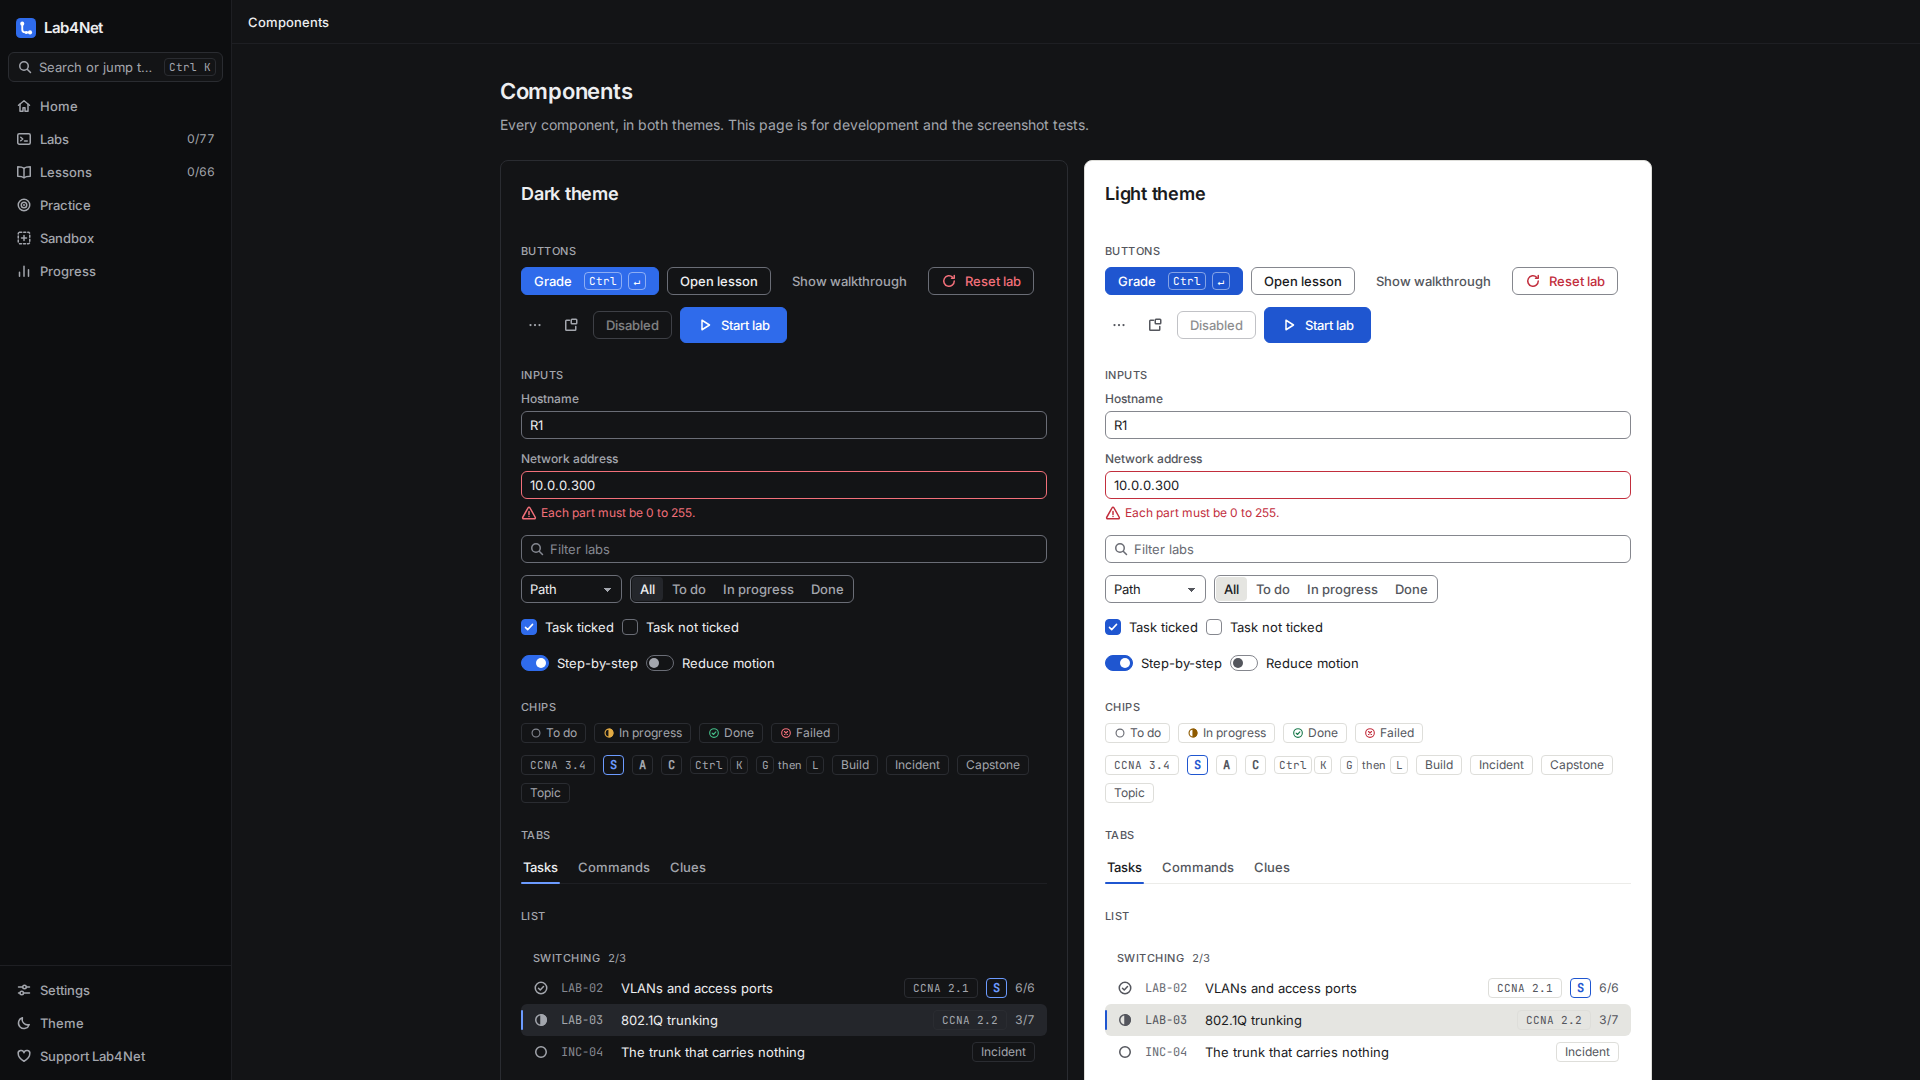 Lab4Net
Components
Search or jump t... Ctrl K
Home
Labs 0/77
Lessons 0/66
Practice
Sandbox
Progress
Settings
Theme
Support Lab4Net
Components
Every component, in both themes. This page is for development and the screenshot tests.
Dark theme
BUTTONS
Grade Ctrl ↵ Open lesson Show walkthrough Reset lab
Disabled Start lab
INPUTS
Hostname
R1
Network address
10.0.0.300
Each part must be 0 to 255.
Filter labs
Path All To do In progress Done
Task ticked Task not ticked
Step-by-step Reduce motion
CHIPS
To do In progress Done Failed
CCNA 3.4 S A C Ctrl K G then L Build Incident Capstone
Topic
TABS
Tasks Commands Clues
LIST
SWITCHING 2/3
LAB-02 VLANs and access ports CCNA 2.1 S 6/6
LAB-03 802.1Q trunking CCNA 2.2 3/7
INC-04 The trunk that carries nothing Incident
Light theme
BUTTONS
Grade Ctrl ↵ Open lesson Show walkthrough Reset lab
Disabled Start lab
INPUTS
Hostname
R1
Network address
10.0.0.300
Each part must be 0 to 255.
Filter labs
Path All To do In progress Done
Task ticked Task not ticked
Step-by-step Reduce motion
CHIPS
To do In progress Done Failed
CCNA 3.4 S A C Ctrl K G then L Build Incident Capstone
Topic
TABS
Tasks Commands Clues
LIST
SWITCHING 2/3
LAB-02 VLANs and access ports CCNA 2.1 S 6/6
LAB-03 802.1Q trunking CCNA 2.2 3/7
INC-04 The trunk that carries nothing Incident